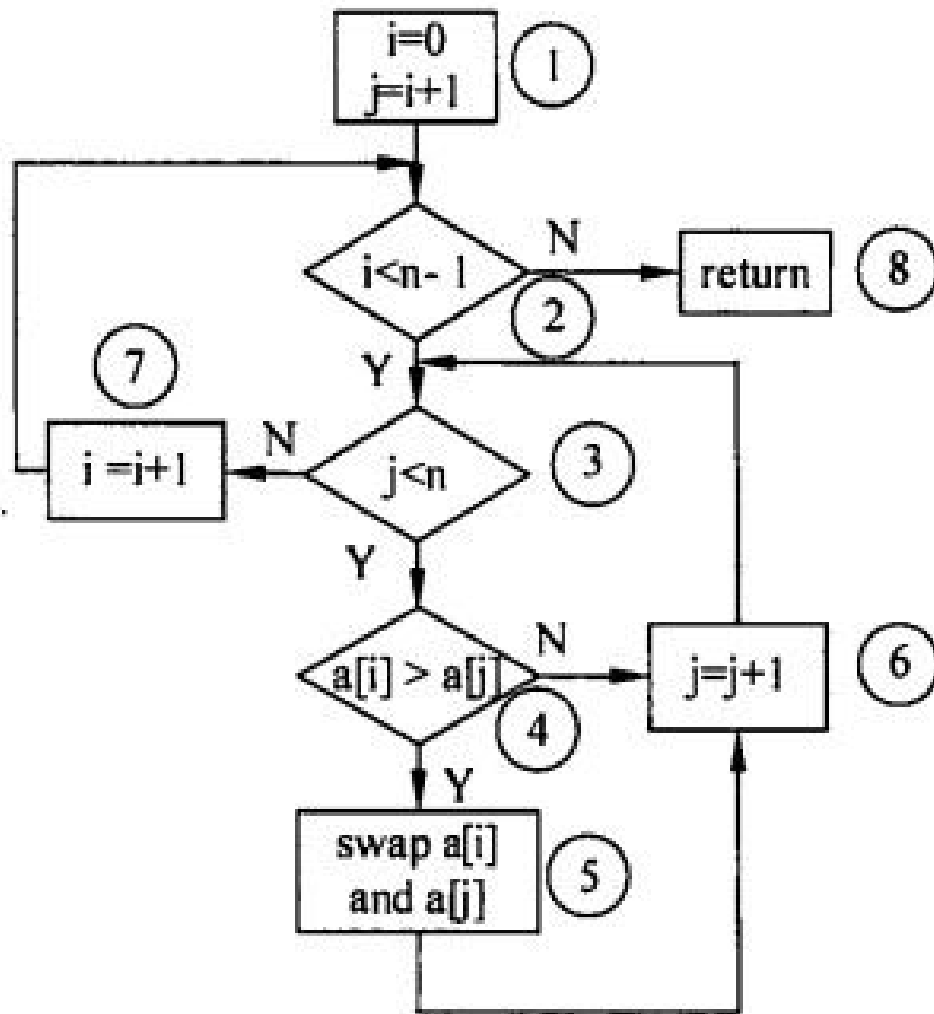 i=0
j=i+1
1
i<n-1
N
return
8
2
Y
7
i =i+1
N
j<n
3
Y
a[i] > a[j]
N
j=j+1
6
4
Y
swap a[i]
and a[j]
5